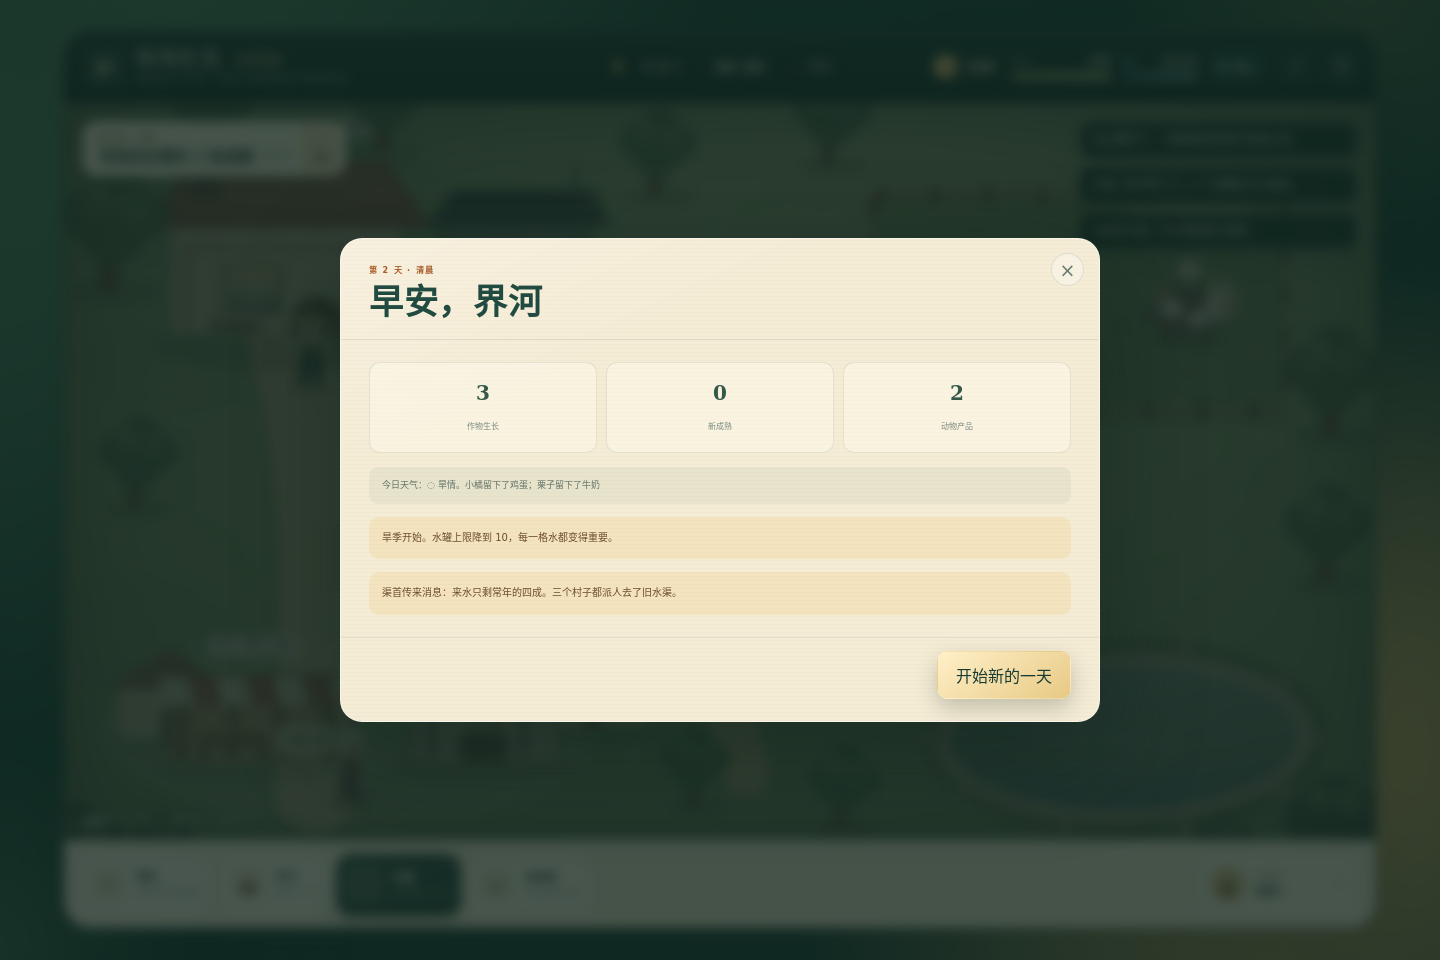 第 2 天 · 清晨
早安，界河
×
3
作物生长
0
新成熟
2
动物产品
今日天气：◌ 旱情。小橘留下了鸡蛋；栗子留下了牛奶
旱季开始。水罐上限降到 10，每一格水都变得重要。
渠首传来消息：来水只剩常年的四成。三个村子都派人去了旧水渠。
开始新的一天